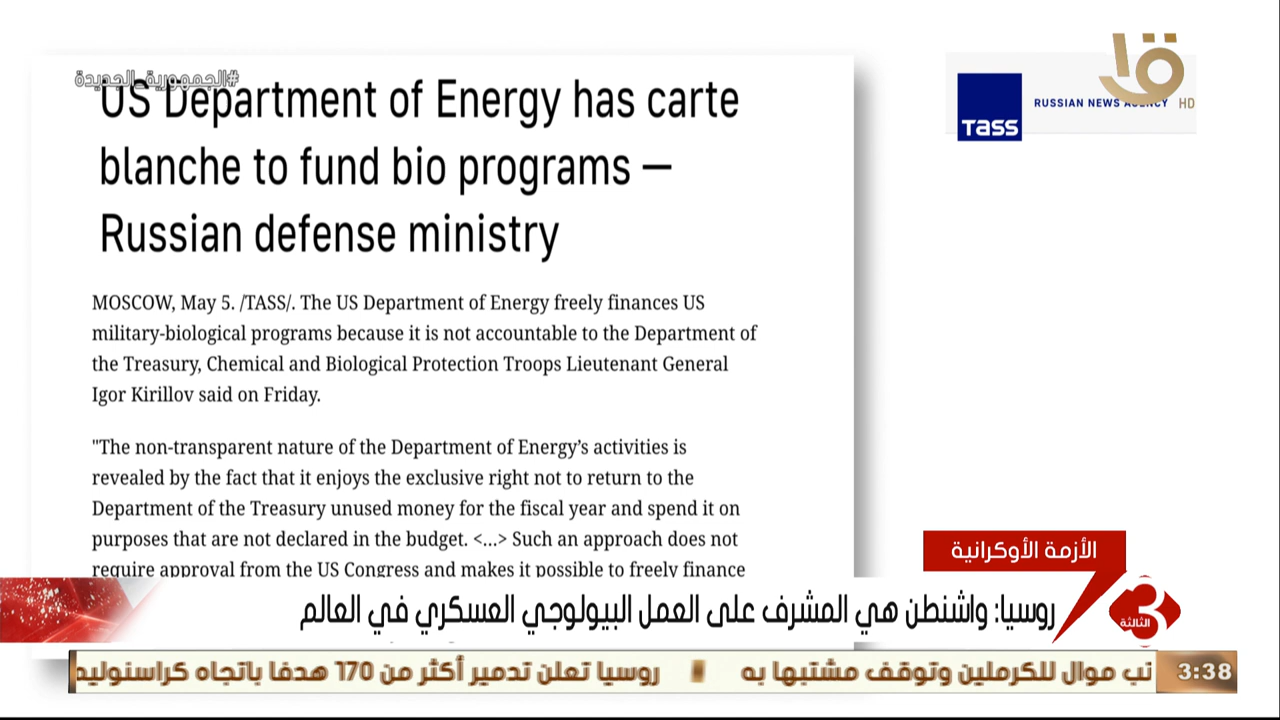 #الجمهورية_الجديدة
US Department of Energy has carte
blanche to fund bio programs —
Russian defense ministry
TASS
RUSSIAN NEWS AGENCY
HD
MOSCOW, May 5. /TASS/. The US Department of Energy freely finances US
military-biological programs because it is not accountable to the Department of
the Treasury, Chemical and Biological Protection Troops Lieutenant General
Igor Kirillov said on Friday.
"The non-transparent nature of the Department of Energy’s activities is
revealed by the fact that it enjoys the exclusive right not to return to the
Department of the Treasury unused money for the fiscal year and spend it on
purposes that are not declared in the budget. <...> Such an approach does not
require approval from the US Congress and makes it possible to freely finance
الأزمة الأوكرانية
روسيا: واشنطن هي المشرف على العمل البيولوجي العسكري في العالم
3
الثالثة
موال للكرملين وتوقف مشتبها به ▪ روسيا تعلن تدمير أكثر من 170 هدفا باتجاه
3:38